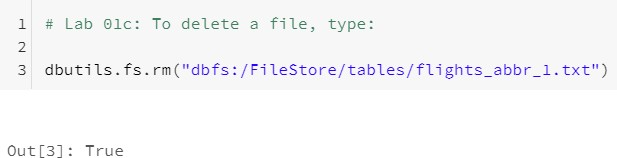 1 # Lab 01c: To delete a file, type:
2
3 dbutils.fs.rm("dbfs:/FileStore/tables/flights_abbr_1.txt")
Out[3]: True